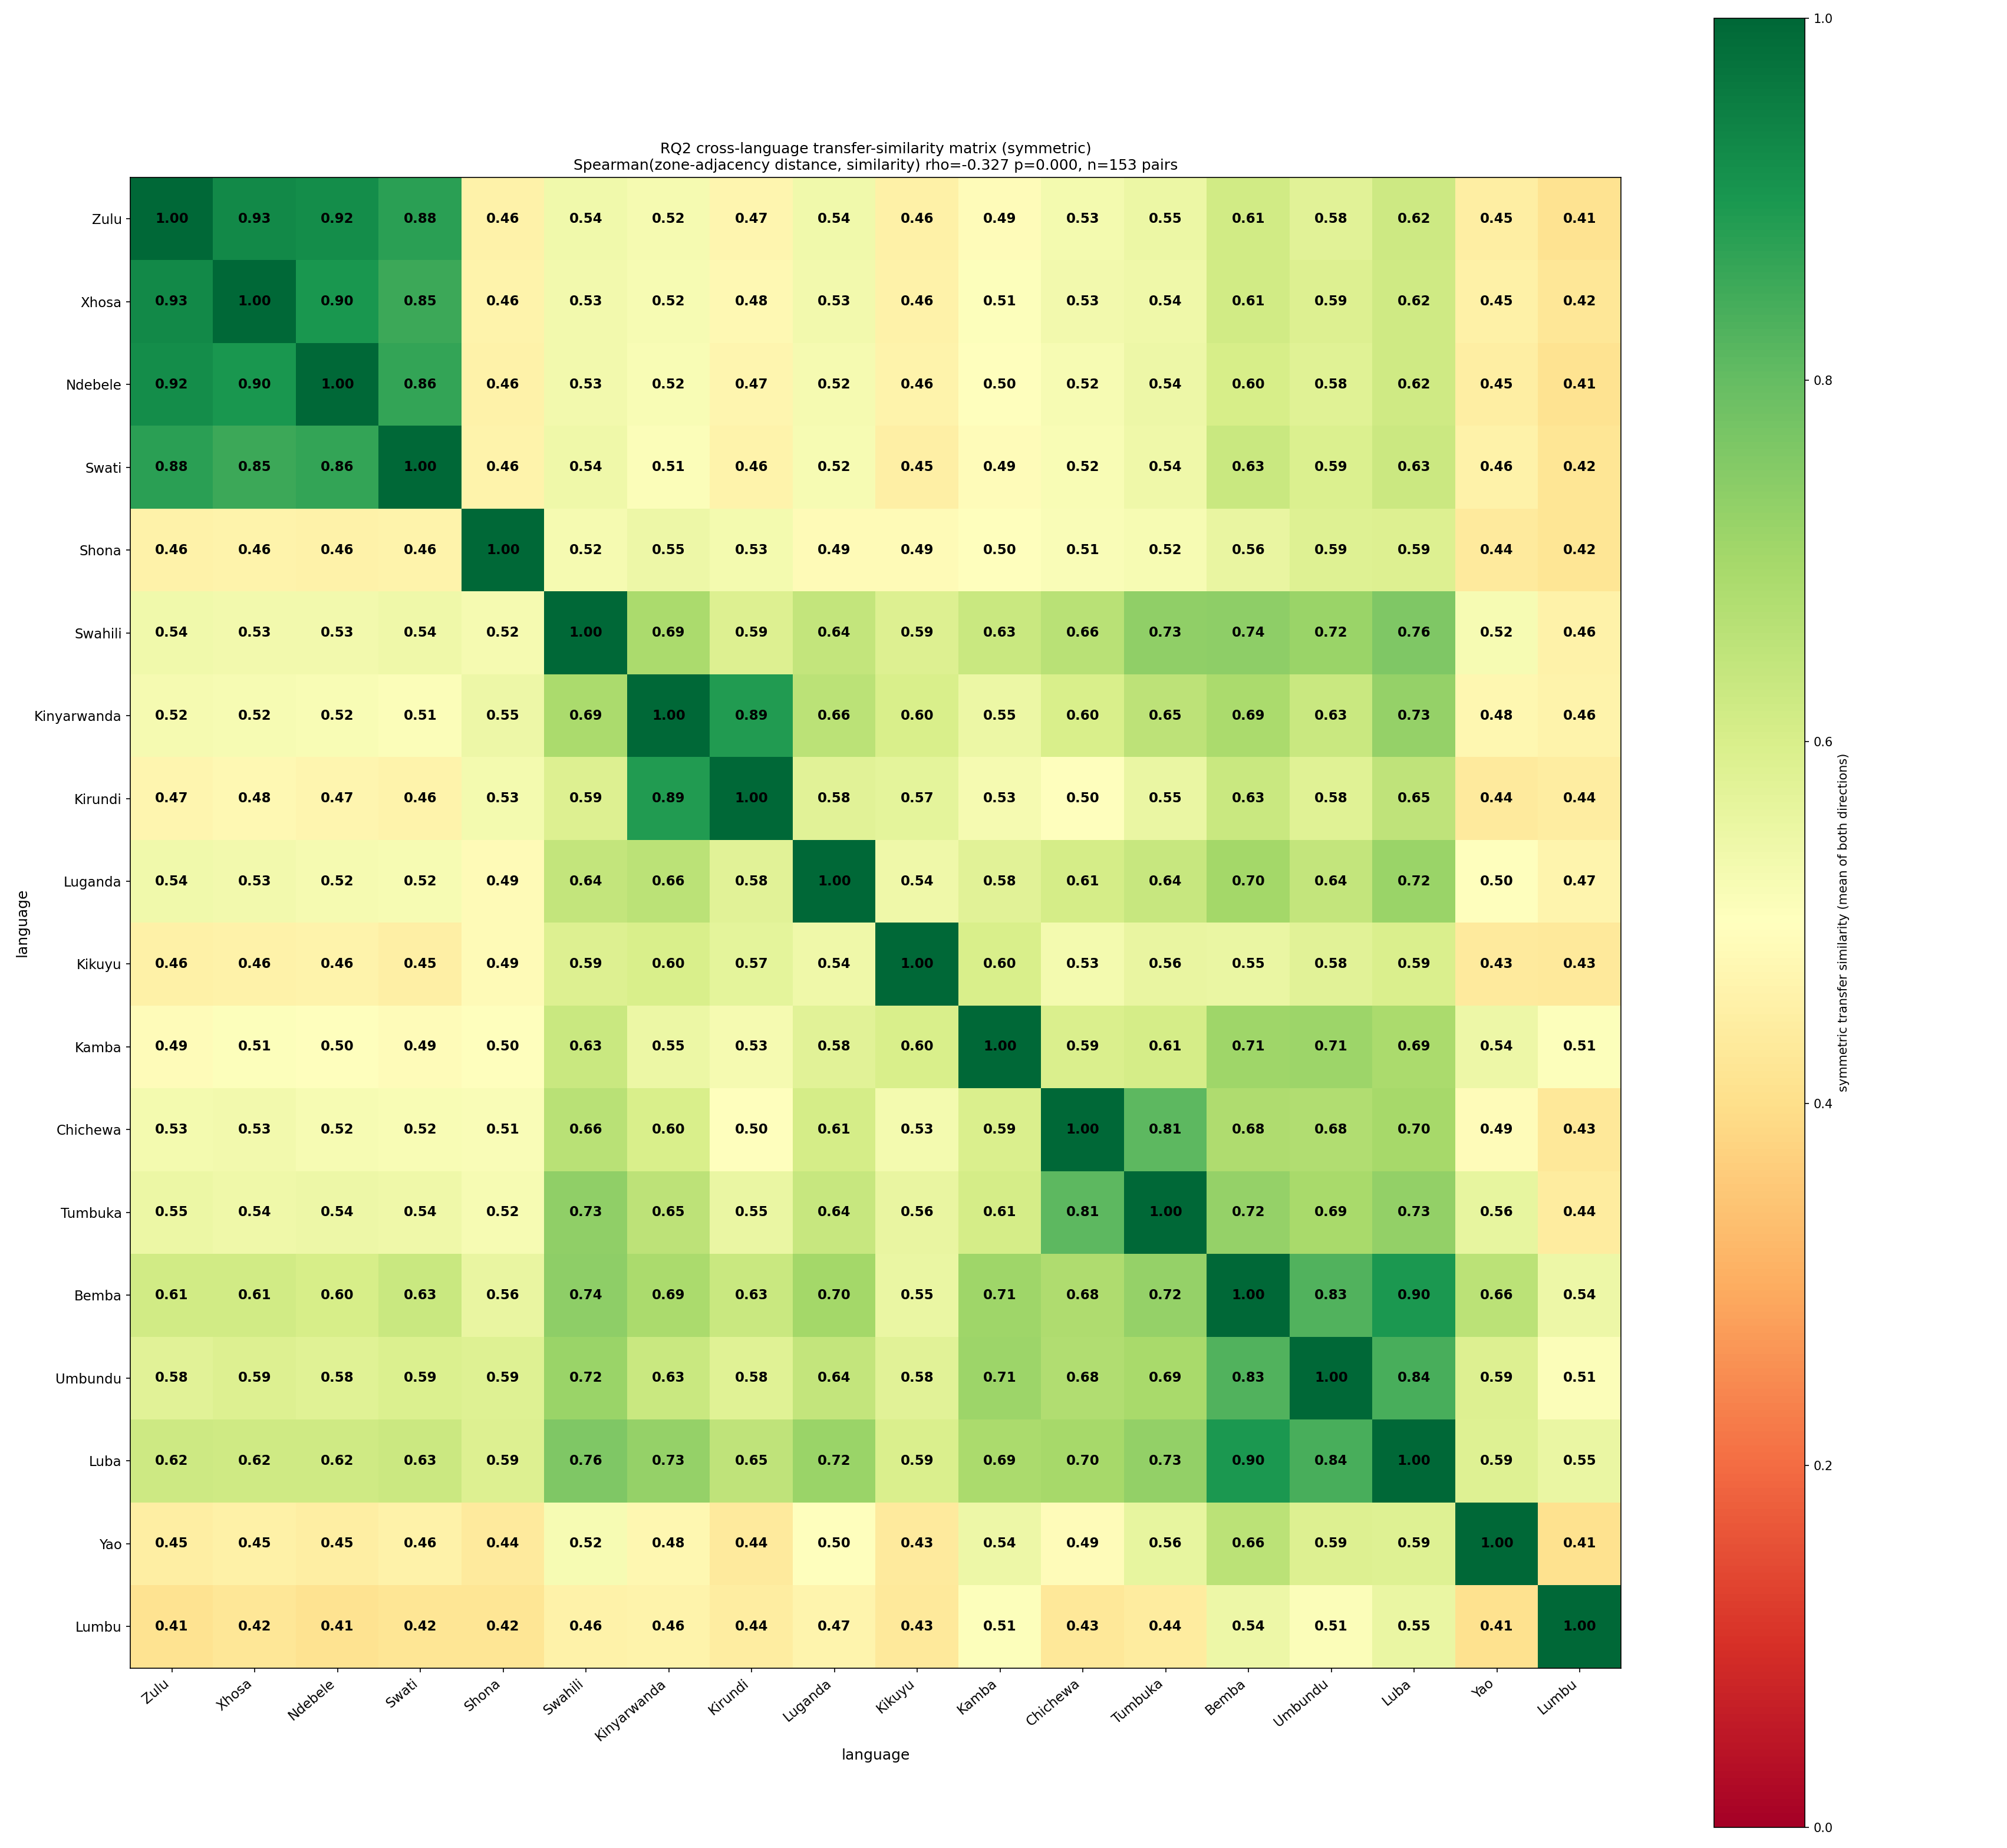 RQ2 cross-language transfer-similarity matrix (symmetric)
Spearman(zone-adjacency distance, similarity) rho=-0.327 p=0.000, n=153 pairs
Zulu 1.00 0.93 0.92 0.88 0.46 0.54 0.52 0.47 0.54 0.46 0.49 0.53 0.55 0.61 0.58 0.62 0.45 0.41
Xhosa 0.93 1.00 0.90 0.85 0.46 0.53 0.52 0.48 0.53 0.46 0.51 0.53 0.54 0.61 0.59 0.62 0.45 0.42
Ndebele 0.92 0.90 1.00 0.86 0.46 0.53 0.52 0.47 0.52 0.46 0.50 0.52 0.54 0.60 0.58 0.62 0.45 0.41
Swati 0.88 0.85 0.86 1.00 0.46 0.54 0.51 0.46 0.52 0.45 0.49 0.52 0.54 0.63 0.59 0.63 0.46 0.42
Shona 0.46 0.46 0.46 0.46 1.00 0.52 0.55 0.53 0.49 0.49 0.50 0.51 0.52 0.56 0.59 0.59 0.44 0.42
Swahili 0.54 0.53 0.53 0.54 0.52 1.00 0.69 0.59 0.64 0.59 0.63 0.66 0.73 0.74 0.72 0.76 0.52 0.46
Kinyarwanda 0.52 0.52 0.52 0.51 0.55 0.69 1.00 0.89 0.66 0.60 0.55 0.60 0.65 0.69 0.63 0.73 0.48 0.46
Kirundi 0.47 0.48 0.47 0.46 0.53 0.59 0.89 1.00 0.58 0.57 0.53 0.50 0.55 0.63 0.58 0.65 0.44 0.44
Luganda 0.54 0.53 0.52 0.52 0.49 0.64 0.66 0.58 1.00 0.54 0.58 0.61 0.64 0.70 0.64 0.72 0.50 0.47
Kikuyu 0.46 0.46 0.46 0.45 0.49 0.59 0.60 0.57 0.54 1.00 0.60 0.53 0.56 0.55 0.58 0.59 0.43 0.43
Kamba 0.49 0.51 0.50 0.49 0.50 0.63 0.55 0.53 0.58 0.60 1.00 0.59 0.61 0.71 0.71 0.69 0.54 0.51
Chichewa 0.53 0.53 0.52 0.52 0.51 0.66 0.60 0.50 0.61 0.53 0.59 1.00 0.81 0.68 0.68 0.70 0.49 0.43
Tumbuka 0.55 0.54 0.54 0.54 0.52 0.73 0.65 0.55 0.64 0.56 0.61 0.81 1.00 0.72 0.69 0.73 0.56 0.44
Bemba 0.61 0.61 0.60 0.63 0.56 0.74 0.69 0.63 0.70 0.55 0.71 0.68 0.72 1.00 0.83 0.90 0.66 0.54
Umbundu 0.58 0.59 0.58 0.59 0.59 0.72 0.63 0.58 0.64 0.58 0.71 0.68 0.69 0.83 1.00 0.84 0.59 0.51
Luba 0.62 0.62 0.62 0.63 0.59 0.76 0.73 0.65 0.72 0.59 0.69 0.70 0.73 0.90 0.84 1.00 0.59 0.55
Yao 0.45 0.45 0.45 0.46 0.44 0.52 0.48 0.44 0.50 0.43 0.54 0.49 0.56 0.66 0.59 0.59 1.00 0.41
Lumbu 0.41 0.42 0.41 0.42 0.42 0.46 0.46 0.44 0.47 0.43 0.51 0.43 0.44 0.54 0.51 0.55 0.41 1.00
Zulu Xhosa Ndebele Swati Shona Swahili Kinyarwanda Kirundi Luganda Kikuyu Kamba Chichewa Tumbuka Bemba Umbundu Luba Yao Lumbu
language
language
1.0
0.8
0.6
0.4
0.2
0.0
symmetric transfer similarity (mean of both directions)